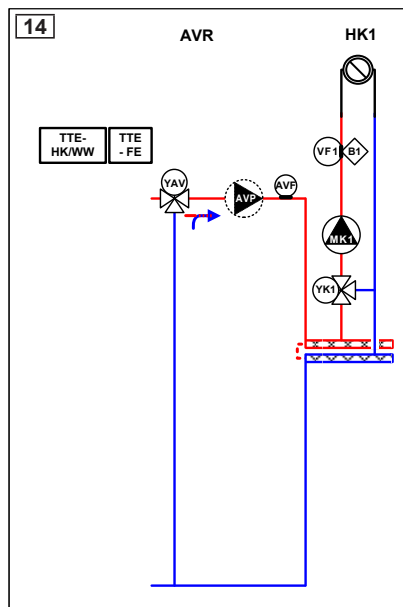 14
AVR
HK1
TTE-
HK/WW
TTE
- FE
VF1
B1
YAV
AVP
AVF
MK1
YK1